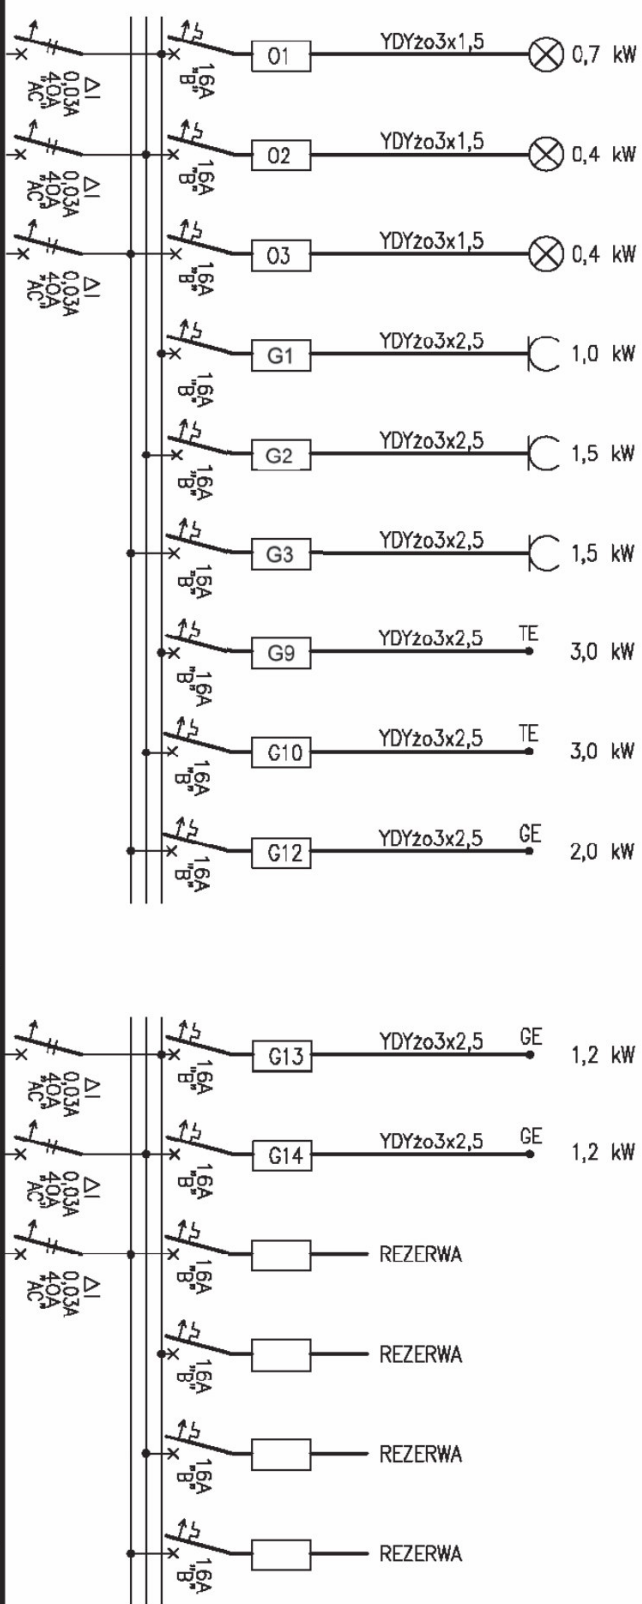 O1 YDYżo3x1,5 0,7 kW
16A
"B"
ΔI
0,03A
40A
"AC"
O2 YDYżo3x1,5 0,4 kW
16A
"B"
ΔI
0,03A
40A
"AC"
O3 YDYżo3x1,5 0,4 kW
16A
"B"
ΔI
0,03A
40A
"AC"
G1 YDYżo3x2,5 1,0 kW
16A
"B"
G2 YDYżo3x2,5 1,5 kW
16A
"B"
G3 YDYżo3x2,5 1,5 kW
16A
"B"
G9 YDYżo3x2,5 TE 3,0 kW
16A
"B"
G10 YDYżo3x2,5 TE 3,0 kW
16A
"B"
G12 YDYżo3x2,5 GE 2,0 kW
16A
"B"
G13 YDYżo3x2,5 GE 1,2 kW
16A
"B"
ΔI
0,03A
40A
"AC"
G14 YDYżo3x2,5 GE 1,2 kW
16A
"B"
ΔI
0,03A
40A
"AC"
REZERWA
16A
"B"
ΔI
0,03A
40A
"AC"
REZERWA
16A
"B"
REZERWA
16A
"B"
REZERWA
16A
"B"